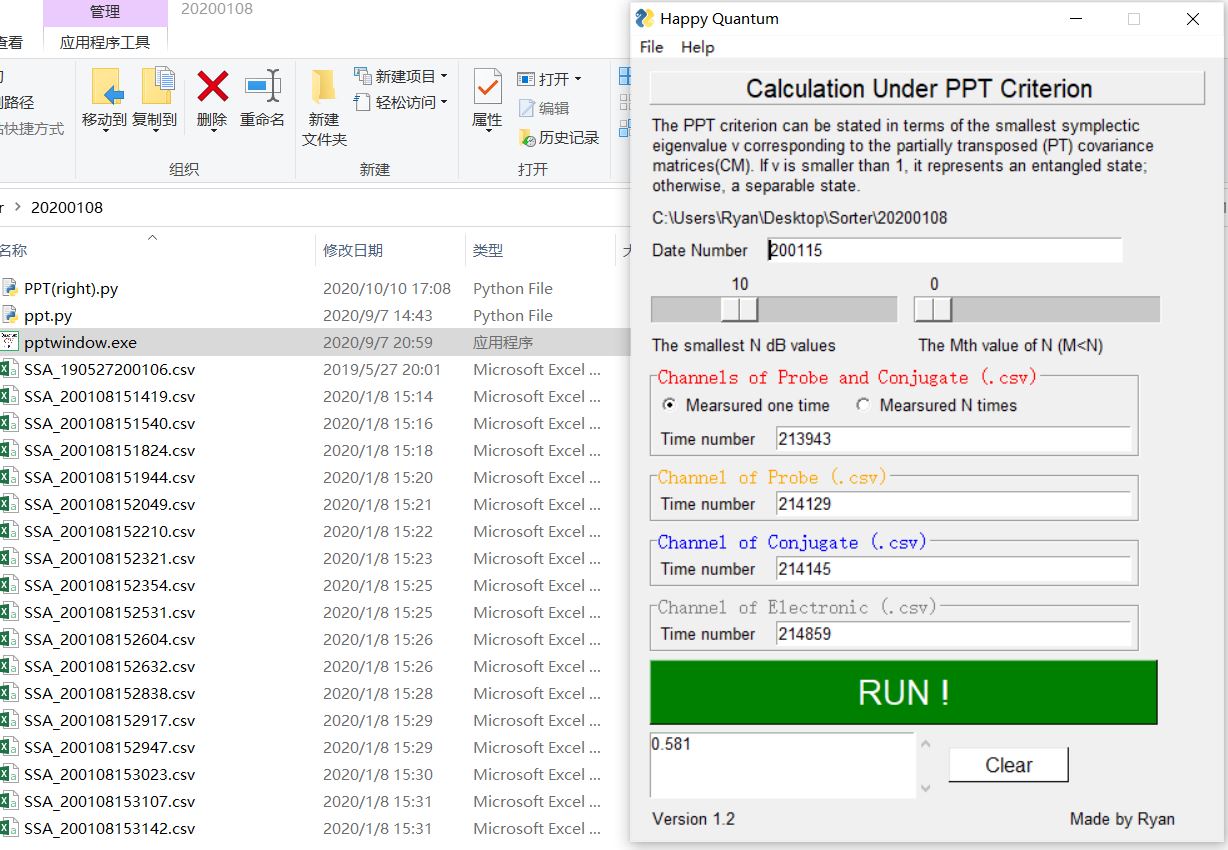 管理
20200108
查看
应用程序工具
移动到
复制到
删除
重命名
新建
文件夹
新建项目
轻松访问
属性
打开
编辑
历史记录
路径
快捷方式
组织
新建
打开
20200108
名称
修改日期
类型
PPT(right).py 2020/10/10 17:08 Python File
ppt.py 2020/9/7 14:43 Python File
pptwindow.exe 2020/9/7 20:59 应用程序
SSA_190527200106.csv 2019/5/27 20:01 Microsoft Excel ...
SSA_200108151419.csv 2020/1/8 15:14 Microsoft Excel ...
SSA_200108151540.csv 2020/1/8 15:16 Microsoft Excel ...
SSA_200108151824.csv 2020/1/8 15:18 Microsoft Excel ...
SSA_200108151944.csv 2020/1/8 15:20 Microsoft Excel ...
SSA_200108152049.csv 2020/1/8 15:21 Microsoft Excel ...
SSA_200108152210.csv 2020/1/8 15:22 Microsoft Excel ...
SSA_200108152321.csv 2020/1/8 15:23 Microsoft Excel ...
SSA_200108152354.csv 2020/1/8 15:25 Microsoft Excel ...
SSA_200108152531.csv 2020/1/8 15:25 Microsoft Excel ...
SSA_200108152604.csv 2020/1/8 15:26 Microsoft Excel ...
SSA_200108152632.csv 2020/1/8 15:26 Microsoft Excel ...
SSA_200108152838.csv 2020/1/8 15:28 Microsoft Excel ...
SSA_200108152917.csv 2020/1/8 15:29 Microsoft Excel ...
SSA_200108152947.csv 2020/1/8 15:29 Microsoft Excel ...
SSA_200108153023.csv 2020/1/8 15:30 Microsoft Excel ...
SSA_200108153107.csv 2020/1/8 15:31 Microsoft Excel ...
SSA_200108153142.csv 2020/1/8 15:31 Microsoft Excel ...
Happy Quantum
File Help
Calculation Under PPT Criterion
The PPT criterion can be stated in terms of the smallest symplectic
eigenvalue v corresponding to the partially transposed (PT) covariance
matrices(CM). If v is smaller than 1, it represents an entangled state;
otherwise, a separable state.
C:\Users\Ryan\Desktop\Sorter\20200108
Date Number 200115
10 0
The smallest N dB values The Mth value of N (M<N)
Channels of Probe and Conjugate (.csv)
Mearsured one time Mearsured N times
Time number 213943
Channel of Probe (.csv)
Time number 214129
Channel of Conjugate (.csv)
Time number 214145
Channel of Electronic (.csv)
Time number 214859
RUN !
0.581
Clear
Version 1.2 Made by Ryan